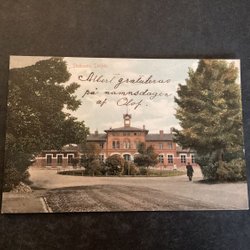 Albert gratuleras
på namnsdagen
af Olof.